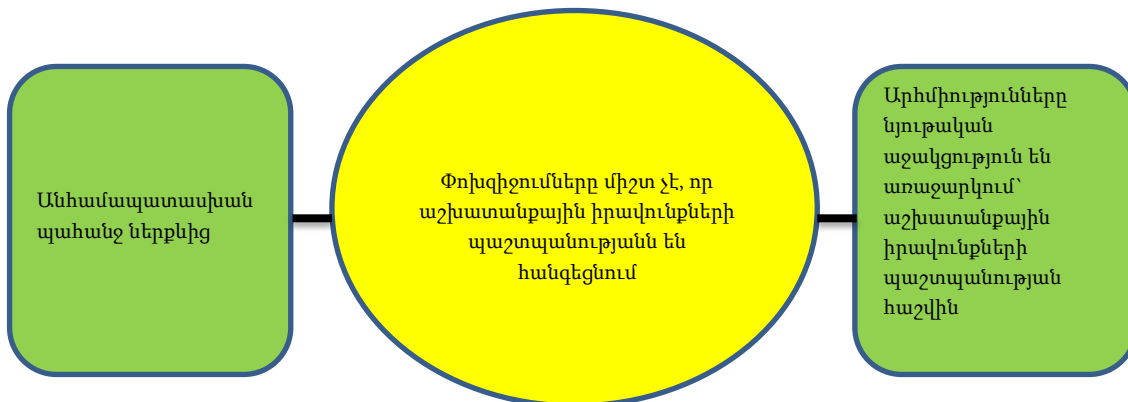 Անհամապատասխան
պահանջ ներքևից
Փոխզիջումները միշտ չէ, որ
աշխատանքային իրավունքների
պաշտպանությանն են
հանգեցնում
Արհմիությունները
նյութական
աջակցություն են
առաջարկում՝
աշխատանքային
իրավունքների
պաշտպանության
հաշվին